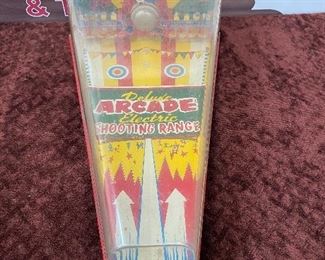 & T
Deluxe
ARCADE
Electric
SHOOTING RANGE